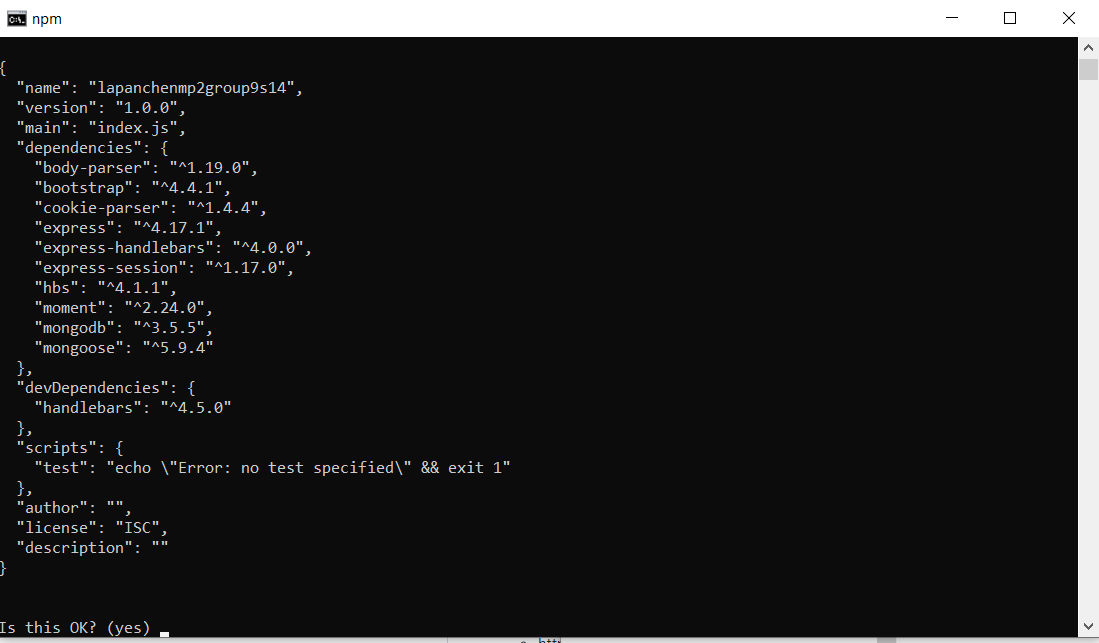 npm
{
  "name": "lapanchenmp2group9s14",
  "version": "1.0.0",
  "main": "index.js",
  "dependencies": {
    "body-parser": "^1.19.0",
    "bootstrap": "^4.4.1",
    "cookie-parser": "^1.4.4",
    "express": "^4.17.1",
    "express-handlebars": "^4.0.0",
    "express-session": "^1.17.0",
    "hbs": "^4.1.1",
    "moment": "^2.24.0",
    "mongodb": "^3.5.5",
    "mongoose": "^5.9.4"
  },
  "devDependencies": {
    "handlebars": "^4.5.0"
  },
  "scripts": {
    "test": "echo \"Error: no test specified\" && exit 1"
  },
  "author": "",
  "license": "ISC",
  "description": ""
}
Is this OK? (yes)